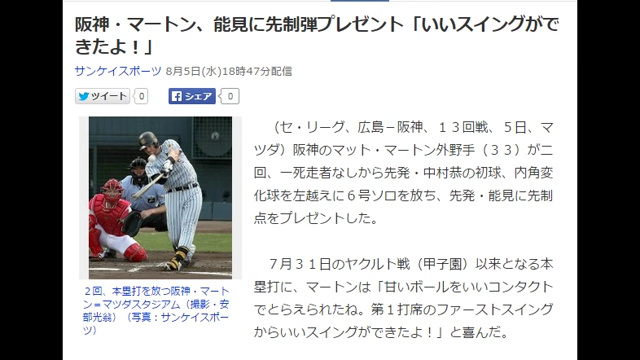 阪神・マートン、能見に先制弾プレゼント「いいスイングがで
きたよ！」
サンケイスポーツ 8月5日(水)18時47分配信
ツイート 0 シェア 0
（セ・リーグ、広島－阪神、１３回戦、５日、マ
ツダ）阪神のマット・マートン外野手（３３）が二
回、一死走者なしから先発・中村恭の初球、内角変
化球を左越えに６号ソロを放ち、先発・能見に先制
点をプレゼントした。
７月３１日のヤクルト戦（甲子園）以来となる本
塁打に、マートンは「甘いボールをいいコンタクト
でとらえられたね。第１打席のファーストスイング
からいいスイングができたよ！」と喜んだ。
２回、本塁打を放つ阪神・マート
ン＝マツダスタジアム（撮影・安
部光翁）（写真：サンケイスポー
ツ）